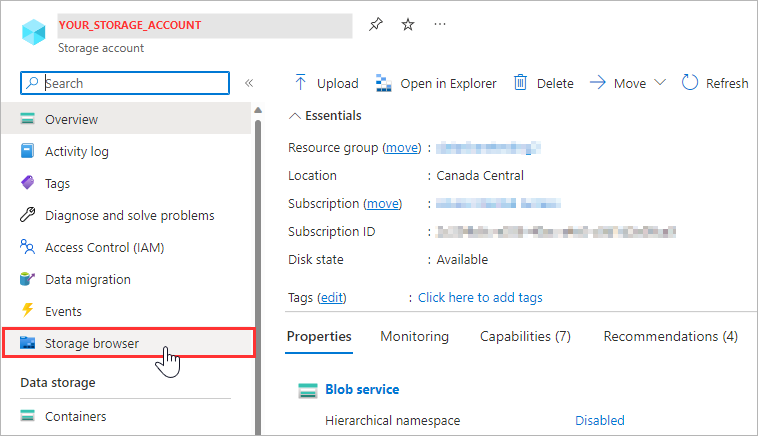 YOUR_STORAGE_ACCOUNT
Storage account
Search
Overview
Activity log
Tags
Diagnose and solve problems
Access Control (IAM)
Data migration
Events
Storage browser
Data storage
Containers
Upload
Open in Explorer
Delete
Move
Refresh
Essentials
Resource group (move) :
Location : Canada Central
Subscription (move) :
Subscription ID :
Disk state : Available
Tags (edit) : Click here to add tags
Properties
Monitoring
Capabilities (7)
Recommendations (4)
Blob service
Hierarchical namespace Disabled